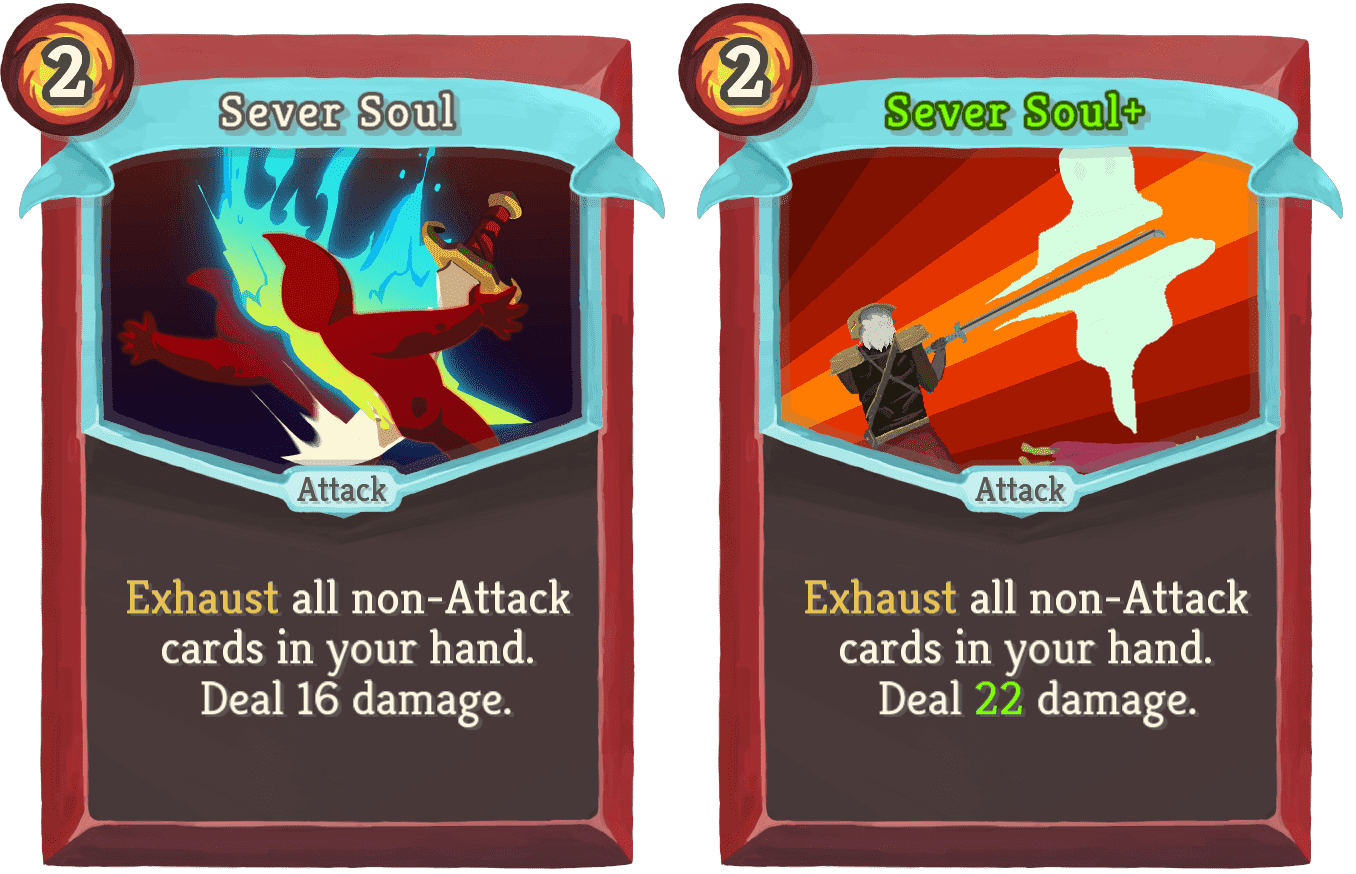 2
Sever Soul
Attack
Exhaust all non-Attack
cards in your hand.
Deal 16 damage.
2
Sever Soul+
Attack
Exhaust all non-Attack
cards in your hand.
Deal 22 damage.